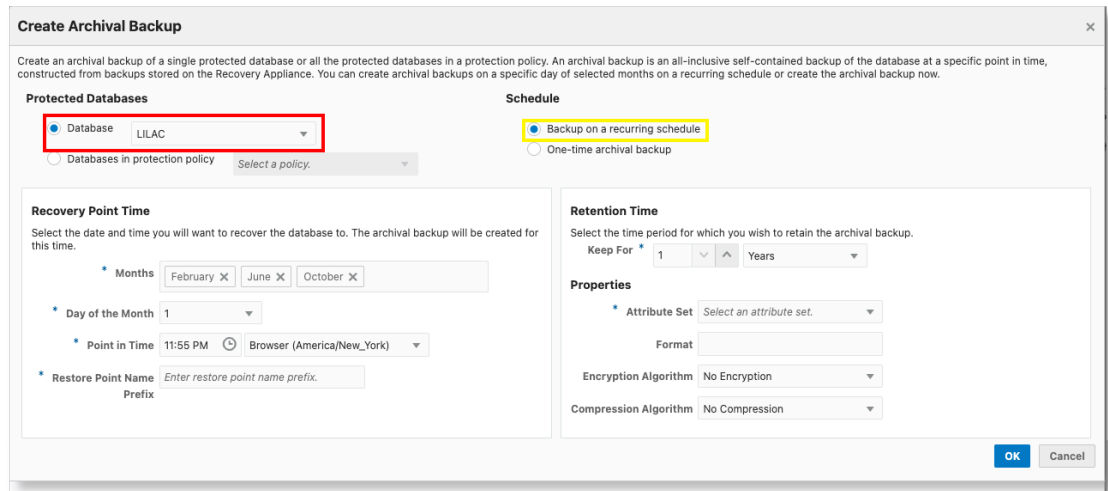 Create Archival Backup
Create an archival backup of a single protected database or all the protected databases in a protection policy. An archival backup is an all-inclusive self-contained backup of the database at a specific point in time,
constructed from backups stored on the Recovery Appliance. You can create archival backups on a specific day of selected months on a recurring schedule or create the archival backup now.
Protected Databases
Database LILAC
Databases in protection policy Select a policy.
Schedule
Backup on a recurring schedule
One-time archival backup
Recovery Point Time
Select the date and time you will want to recover the database to. The archival backup will be created for
this time.
* Months February X June X October X
* Day of the Month 1
* Point in Time 11:55 PM Browser (America/New_York)
* Restore Point Name Enter restore point name prefix.
Prefix
Retention Time
Select the time period for which you wish to retain the archival backup.
Keep For * 1 Years
Properties
* Attribute Set Select an attribute set.
Format
Encryption Algorithm No Encryption
Compression Algorithm No Compression
OK Cancel